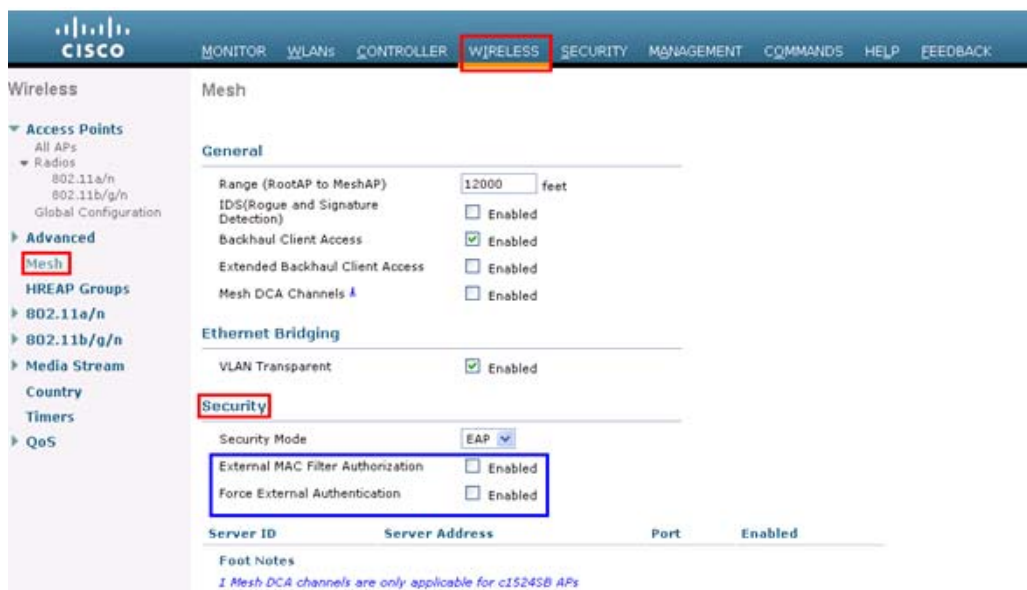 CISCO
MONITOR WLANs CONTROLLER WIRELESS SECURITY MANAGEMENT COMMANDS HELP FEEDBACK
Wireless
Access Points
All APs
Radios
802.11a/n
802.11b/g/n
Global Configuration
Advanced
Mesh
HREAP Groups
802.11a/n
802.11b/g/n
Media Stream
Country
Timers
QoS
Mesh
General
Range (RootAP to MeshAP) 12000 feet
IDS(Rogue and Signature
Detection) Enabled
Backhaul Client Access Enabled
Extended Backhaul Client Access Enabled
Mesh DCA Channels 1 Enabled
Ethernet Bridging
VLAN Transparent Enabled
Security
Security Mode EAP
External MAC Filter Authorization Enabled
Force External Authentication Enabled
Server ID Server Address Port Enabled
Foot Notes
1 Mesh DCA channels are only applicable for c1524SB APs